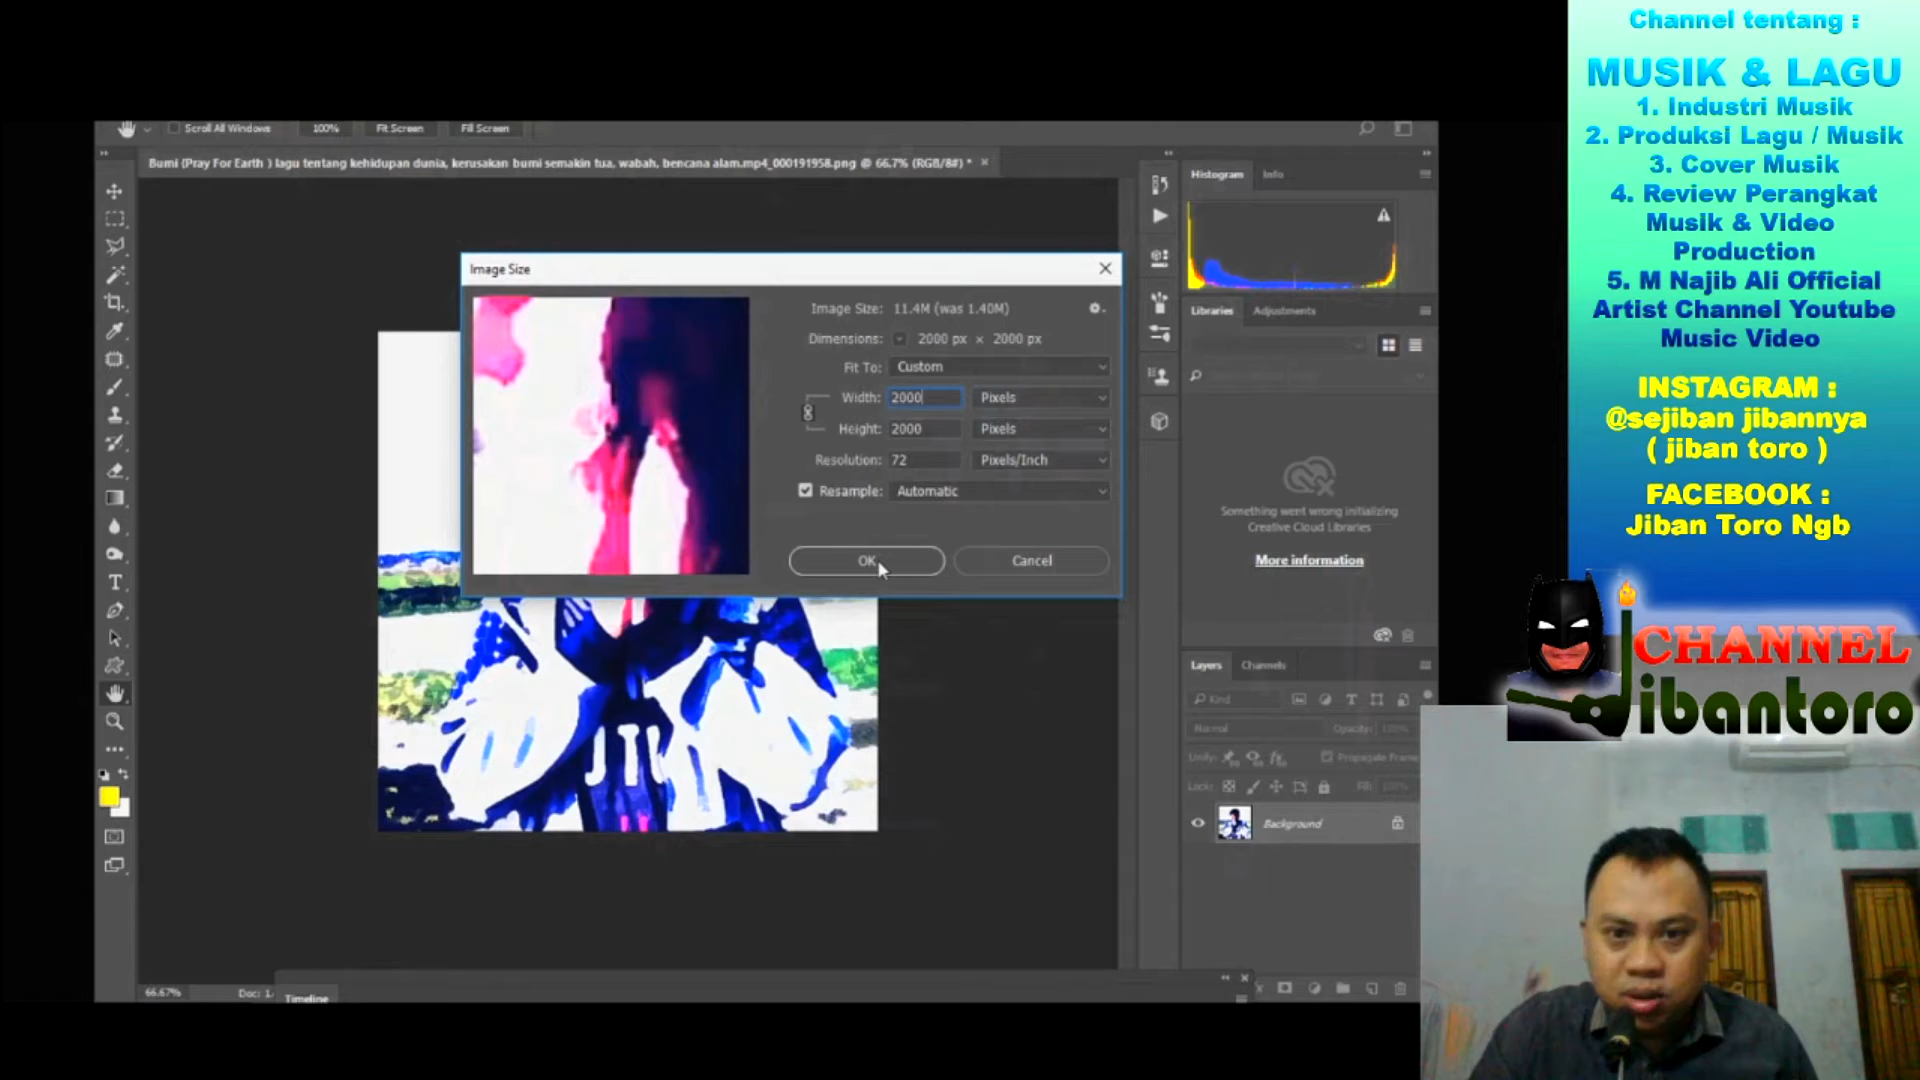 Channel tentang :
MUSIK & LAGU
1. Industri Musik
2. Produksi Lagu / Musik
3. Cover Musik
4. Review Perangkat
Musik & Video
Production
5. M Najib Ali Official
Artist Channel Youtube
Music Video
INSTAGRAM :
@sejiban jibannya
( jiban toro )
FACEBOOK :
Jiban Toro Ngb
CHANNEL
Jibantoro
Scroll All Windows
100%
Fit Screen
Fill Screen
Bumi (Pray For Earth ) lagu tentang kehidupan dunia, kerusakan bumi semakin tua, wabah, bencana alam.mp4_000191958.png @ 66.7% (RGB/8#) *
Histogram
Info
Image Size
Image Size: 11.4M (was 1.40M)
Dimensions: 2000 px × 2000 px
Fit To: Custom
Width: 2000 Pixels
Height: 2000 Pixels
Resolution: 72 Pixels/Inch
Resample: Automatic
OK
Cancel
Libraries
Adjustments
Something went wrong initializing
Creative Cloud Libraries
More information
Layers
Channels
Kind
Normal
Opacity: 100%
Unify:
Propagate Frame
Lock:
Fill: 100%
Background
66.67%
Doc: 1.
Timeline